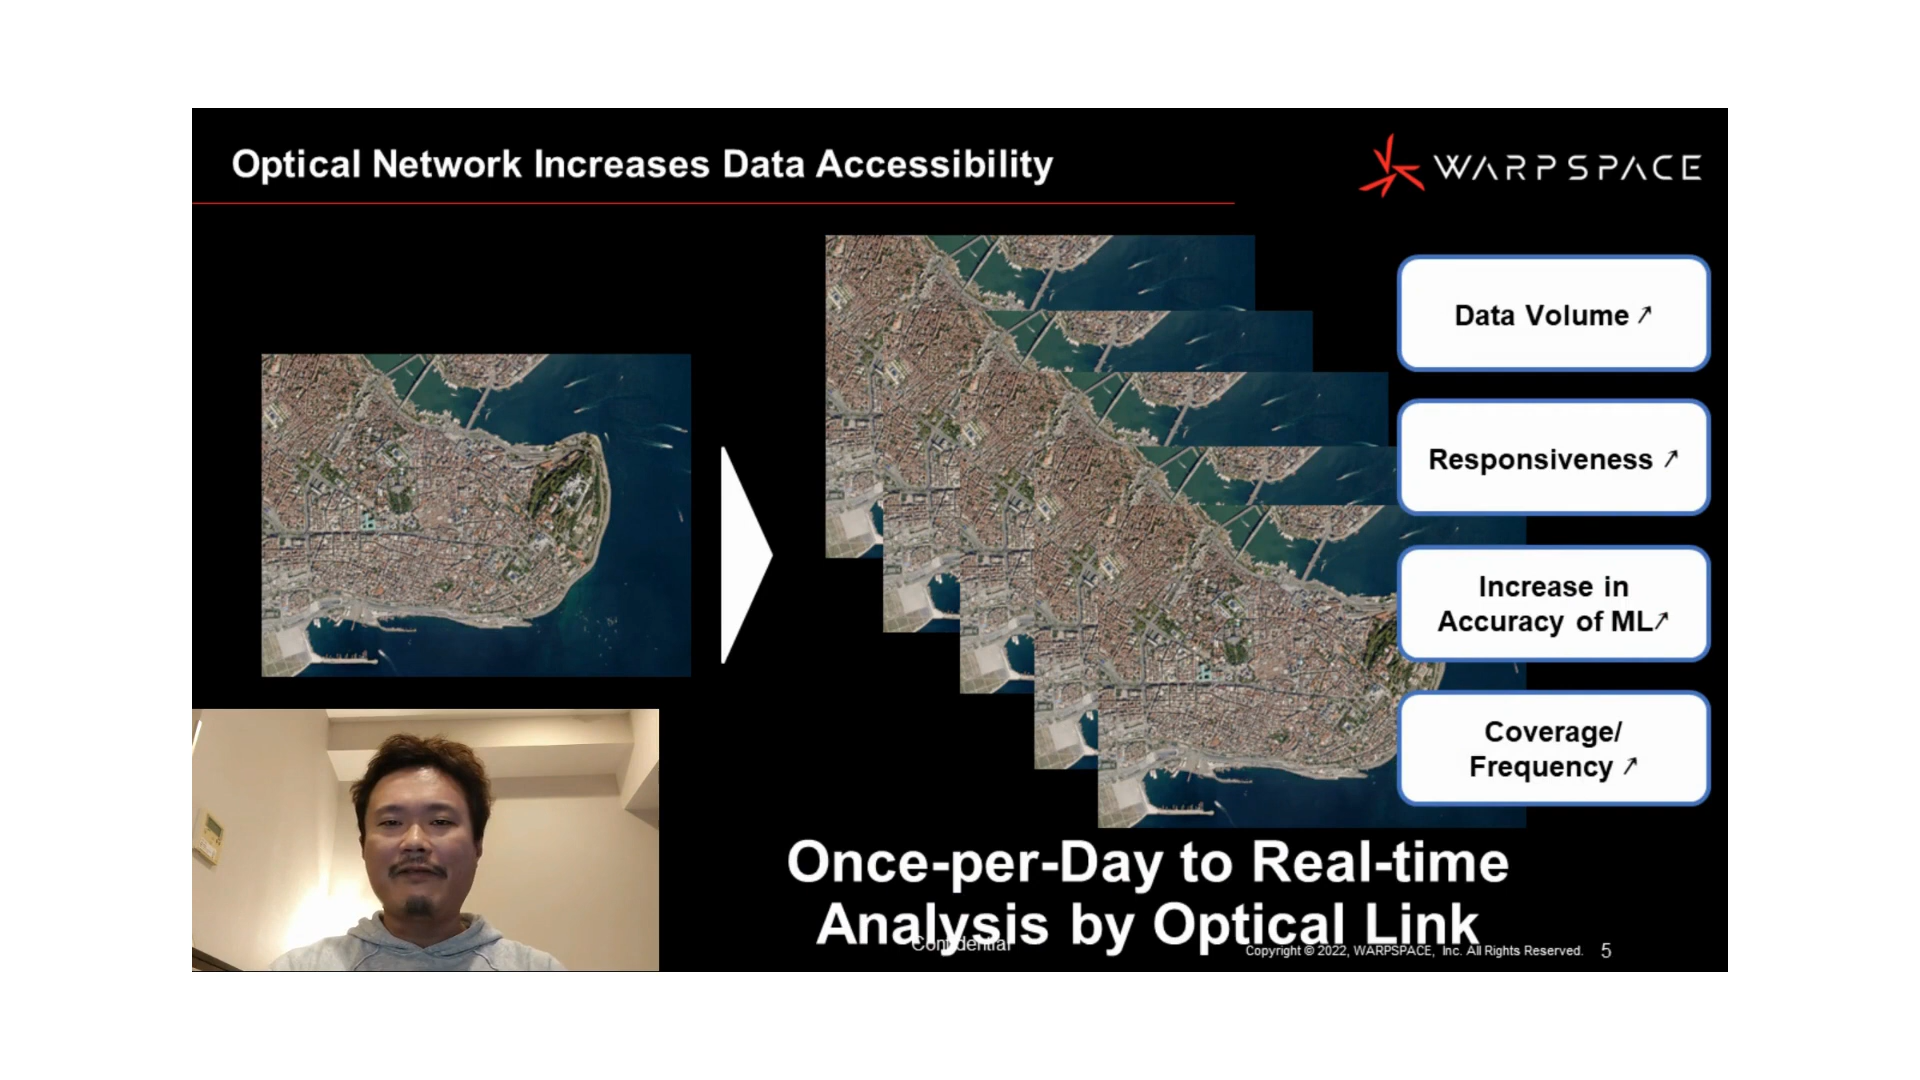 Optical Network Increases Data Accessibility
WARPSPACE
Data Volume ↗
Responsiveness ↗
Increase in
Accuracy of ML↗
Coverage/
Frequency ↗
Once-per-Day to Real-time
Analysis by Optical Link
Confidential
Copyright © 2022, WARPSPACE, Inc. All Rights Reserved.
5